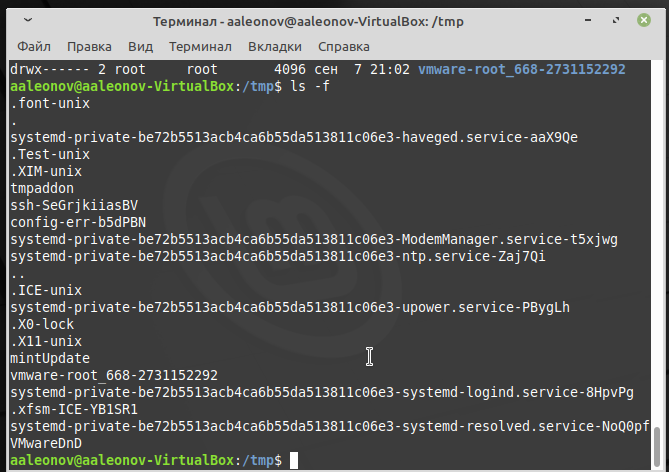 Терминал - aaleonov@aaleonov-VirtualBox: /tmp
Файл Правка Вид Терминал Вкладки Справка
drwx------ 2 root root 4096 сен 7 21:02 vmware-root_668-2731152292
aaleonov@aaleonov-VirtualBox:/tmp$ ls -f
.font-unix
.
systemd-private-be72b5513acb4ca6b55da513811c06e3-haveged.service-aaX9Qe
.Test-unix
.XIM-unix
tmpaddon
ssh-SeGrjkiiasBV
config-err-b5dPBN
systemd-private-be72b5513acb4ca6b55da513811c06e3-ModemManager.service-t5xjwg
systemd-private-be72b5513acb4ca6b55da513811c06e3-ntp.service-Zaj7Qi
..
.ICE-unix
systemd-private-be72b5513acb4ca6b55da513811c06e3-upower.service-PBygLh
.X0-lock
.X11-unix
mintUpdate
vmware-root_668-2731152292
systemd-private-be72b5513acb4ca6b55da513811c06e3-systemd-logind.service-8HpvPg
.xfsm-ICE-YB1SR1
systemd-private-be72b5513acb4ca6b55da513811c06e3-systemd-resolved.service-NoQ0pf
VMwareDnD
aaleonov@aaleonov-VirtualBox:/tmp$